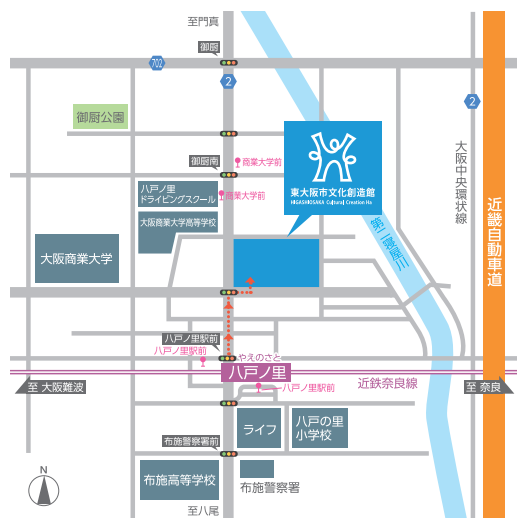 至門真
御厨
702
2
御厨公園
2
大阪中央環状線
近畿自動車道
御厨南
商業大学前
八戸ノ里
ドライビングスクール
商業大学前
大阪商業大学高等学校
東大阪市文化創造館
HIGASHIOSAKA Cultural Creation Ha
第二寝屋川
大阪商業大学
八戸ノ里駅前
八戸ノ里駅前
やえのさと
八戸ノ里
近鉄奈良線
至 大阪難波
至 奈良
八戸ノ里駅前
ライフ
八戸の里
小学校
布施警察署前
布施高等学校
布施警察署
N
至八尾